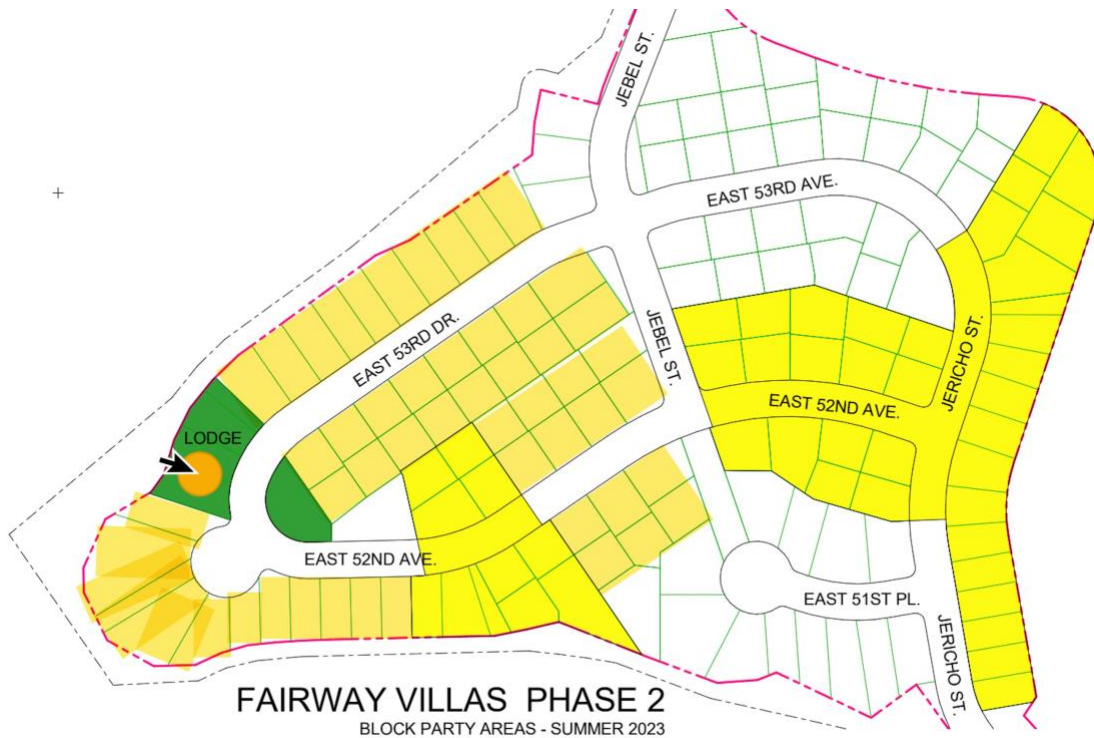 JEBEL ST.
EAST 53RD AVE.
EAST 53RD DR.
JEBEL ST.
JERICHO ST.
EAST 52ND AVE.
LODGE
EAST 52ND AVE.
EAST 51ST PL.
JERICHO ST.
FAIRWAY VILLAS PHASE 2
BLOCK PARTY AREAS - SUMMER 2023